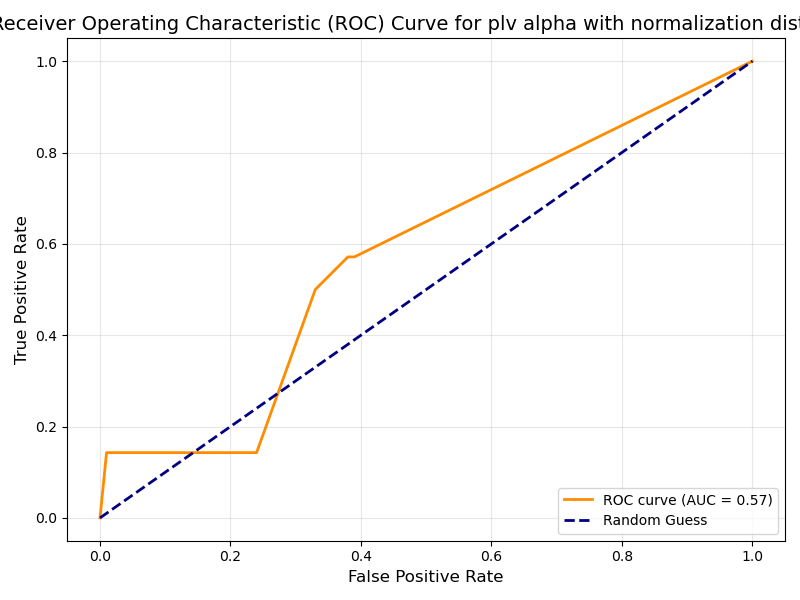 Receiver Operating Characteristic (ROC) Curve for plv alpha with normalization dist
1.0
0.8
0.6
0.4
0.2
0.0
True Positive Rate
0.0 0.2 0.4 0.6 0.8 1.0
False Positive Rate
ROC curve (AUC = 0.57)
Random Guess